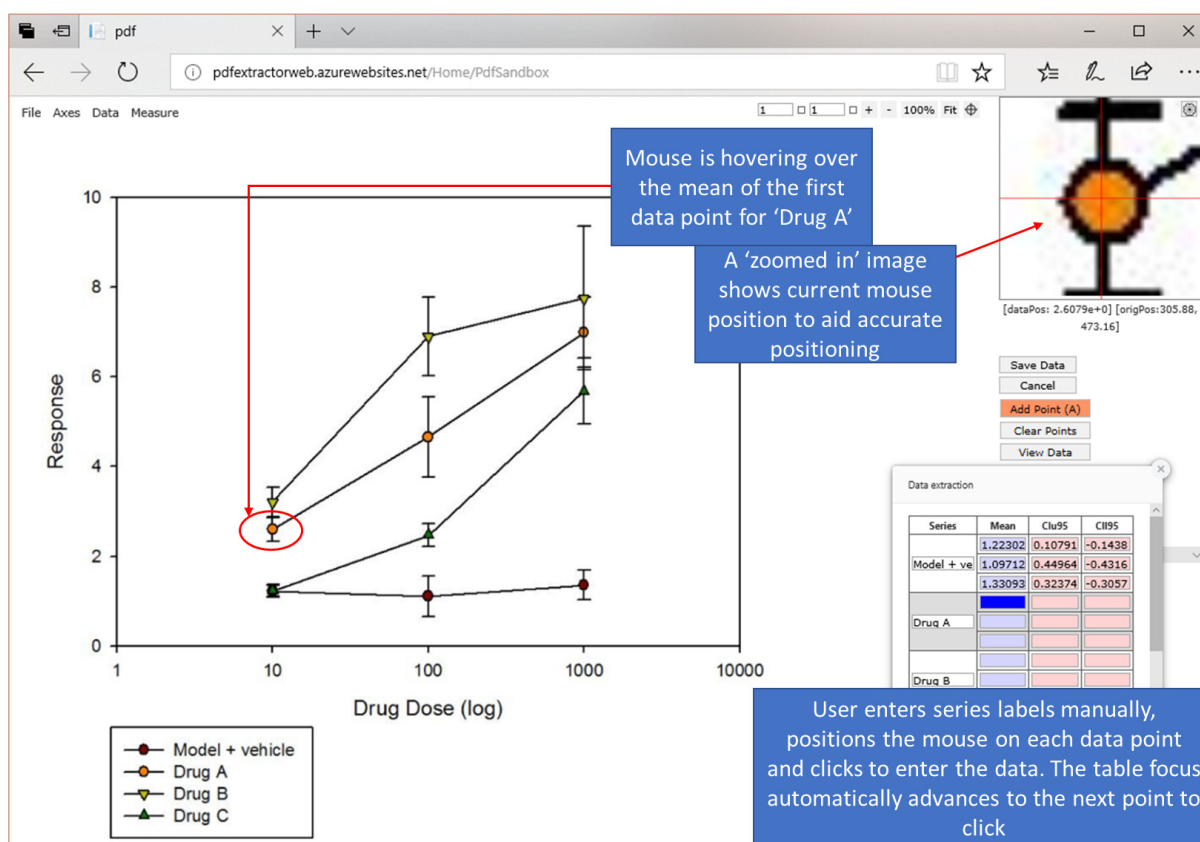 pdf
pdfextractorweb.azurewebsites.net/Home/PdfSandbox
File Axes Data Measure
1 1 + - 100% Fit
Mouse is hovering over
the mean of the first
data point for ‘Drug A’
A ‘zoomed in’ image
shows current mouse
position to aid accurate
positioning
[dataPos: 2.6079e+0] [origPos:305.88,
473.16]
Save Data
Cancel
Add Point (A)
Clear Points
View Data
10
8
6
4
2
0
Response
1 10 100 1000 10000
Drug Dose (log)
Model + vehicle
Drug A
Drug B
Drug C
Data extraction
Series Mean Clu95 Cll95
1.22302 0.10791 -0.1438
Model + ve 1.09712 0.44964 -0.4316
1.33093 0.32374 -0.3057
Drug A
Drug B
User enters series labels manually,
positions the mouse on each data point
and clicks to enter the data. The table focus
automatically advances to the next point to
click